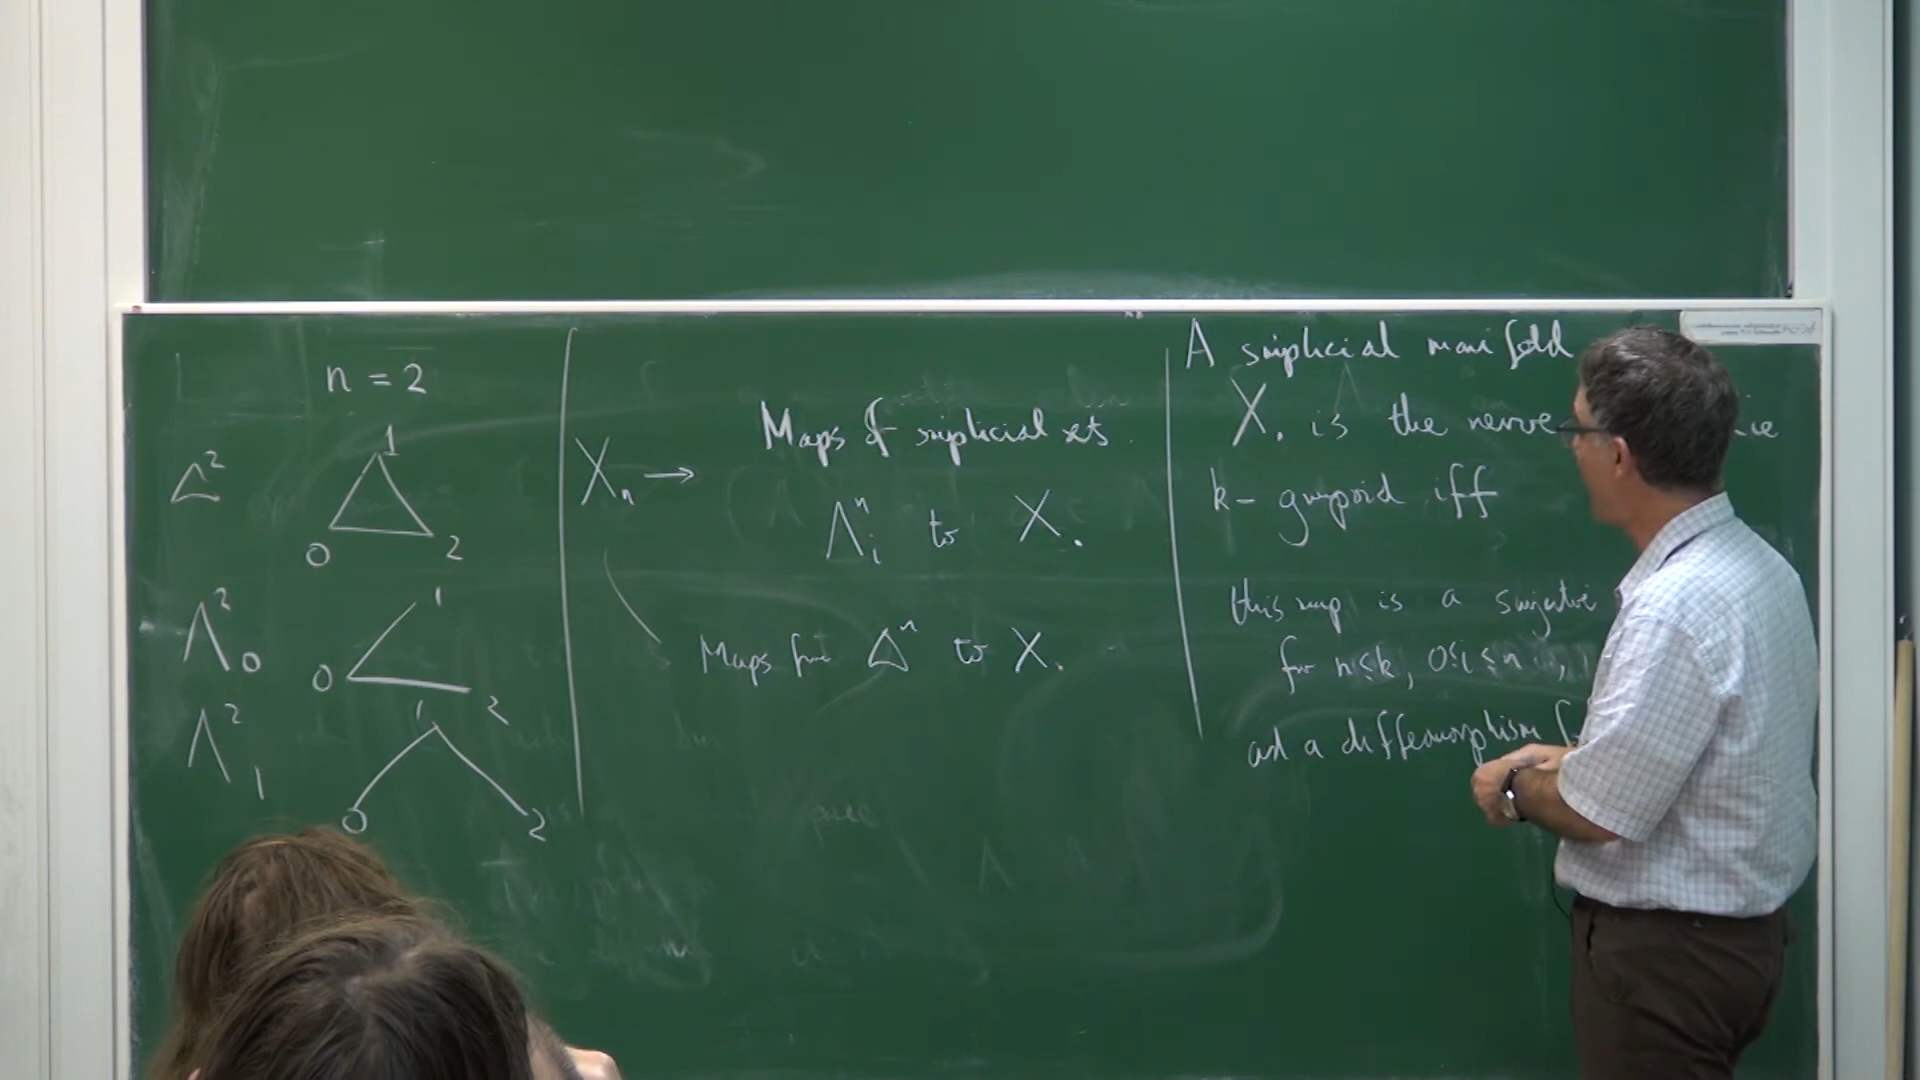 n = 2
Δ²
1
0
2
Λ²₀
1
0
2
Λ²₁
1
0
2
Xₙ →
Maps of simplicial sets
Λⁿᵢ to X.
Maps from Δⁿ to X.
A simplicial manifold
X. is the nerve ie
k-groupoid iff
this map is a surjective
for n≤k, 0≤i≤n
and a diffeomorphism